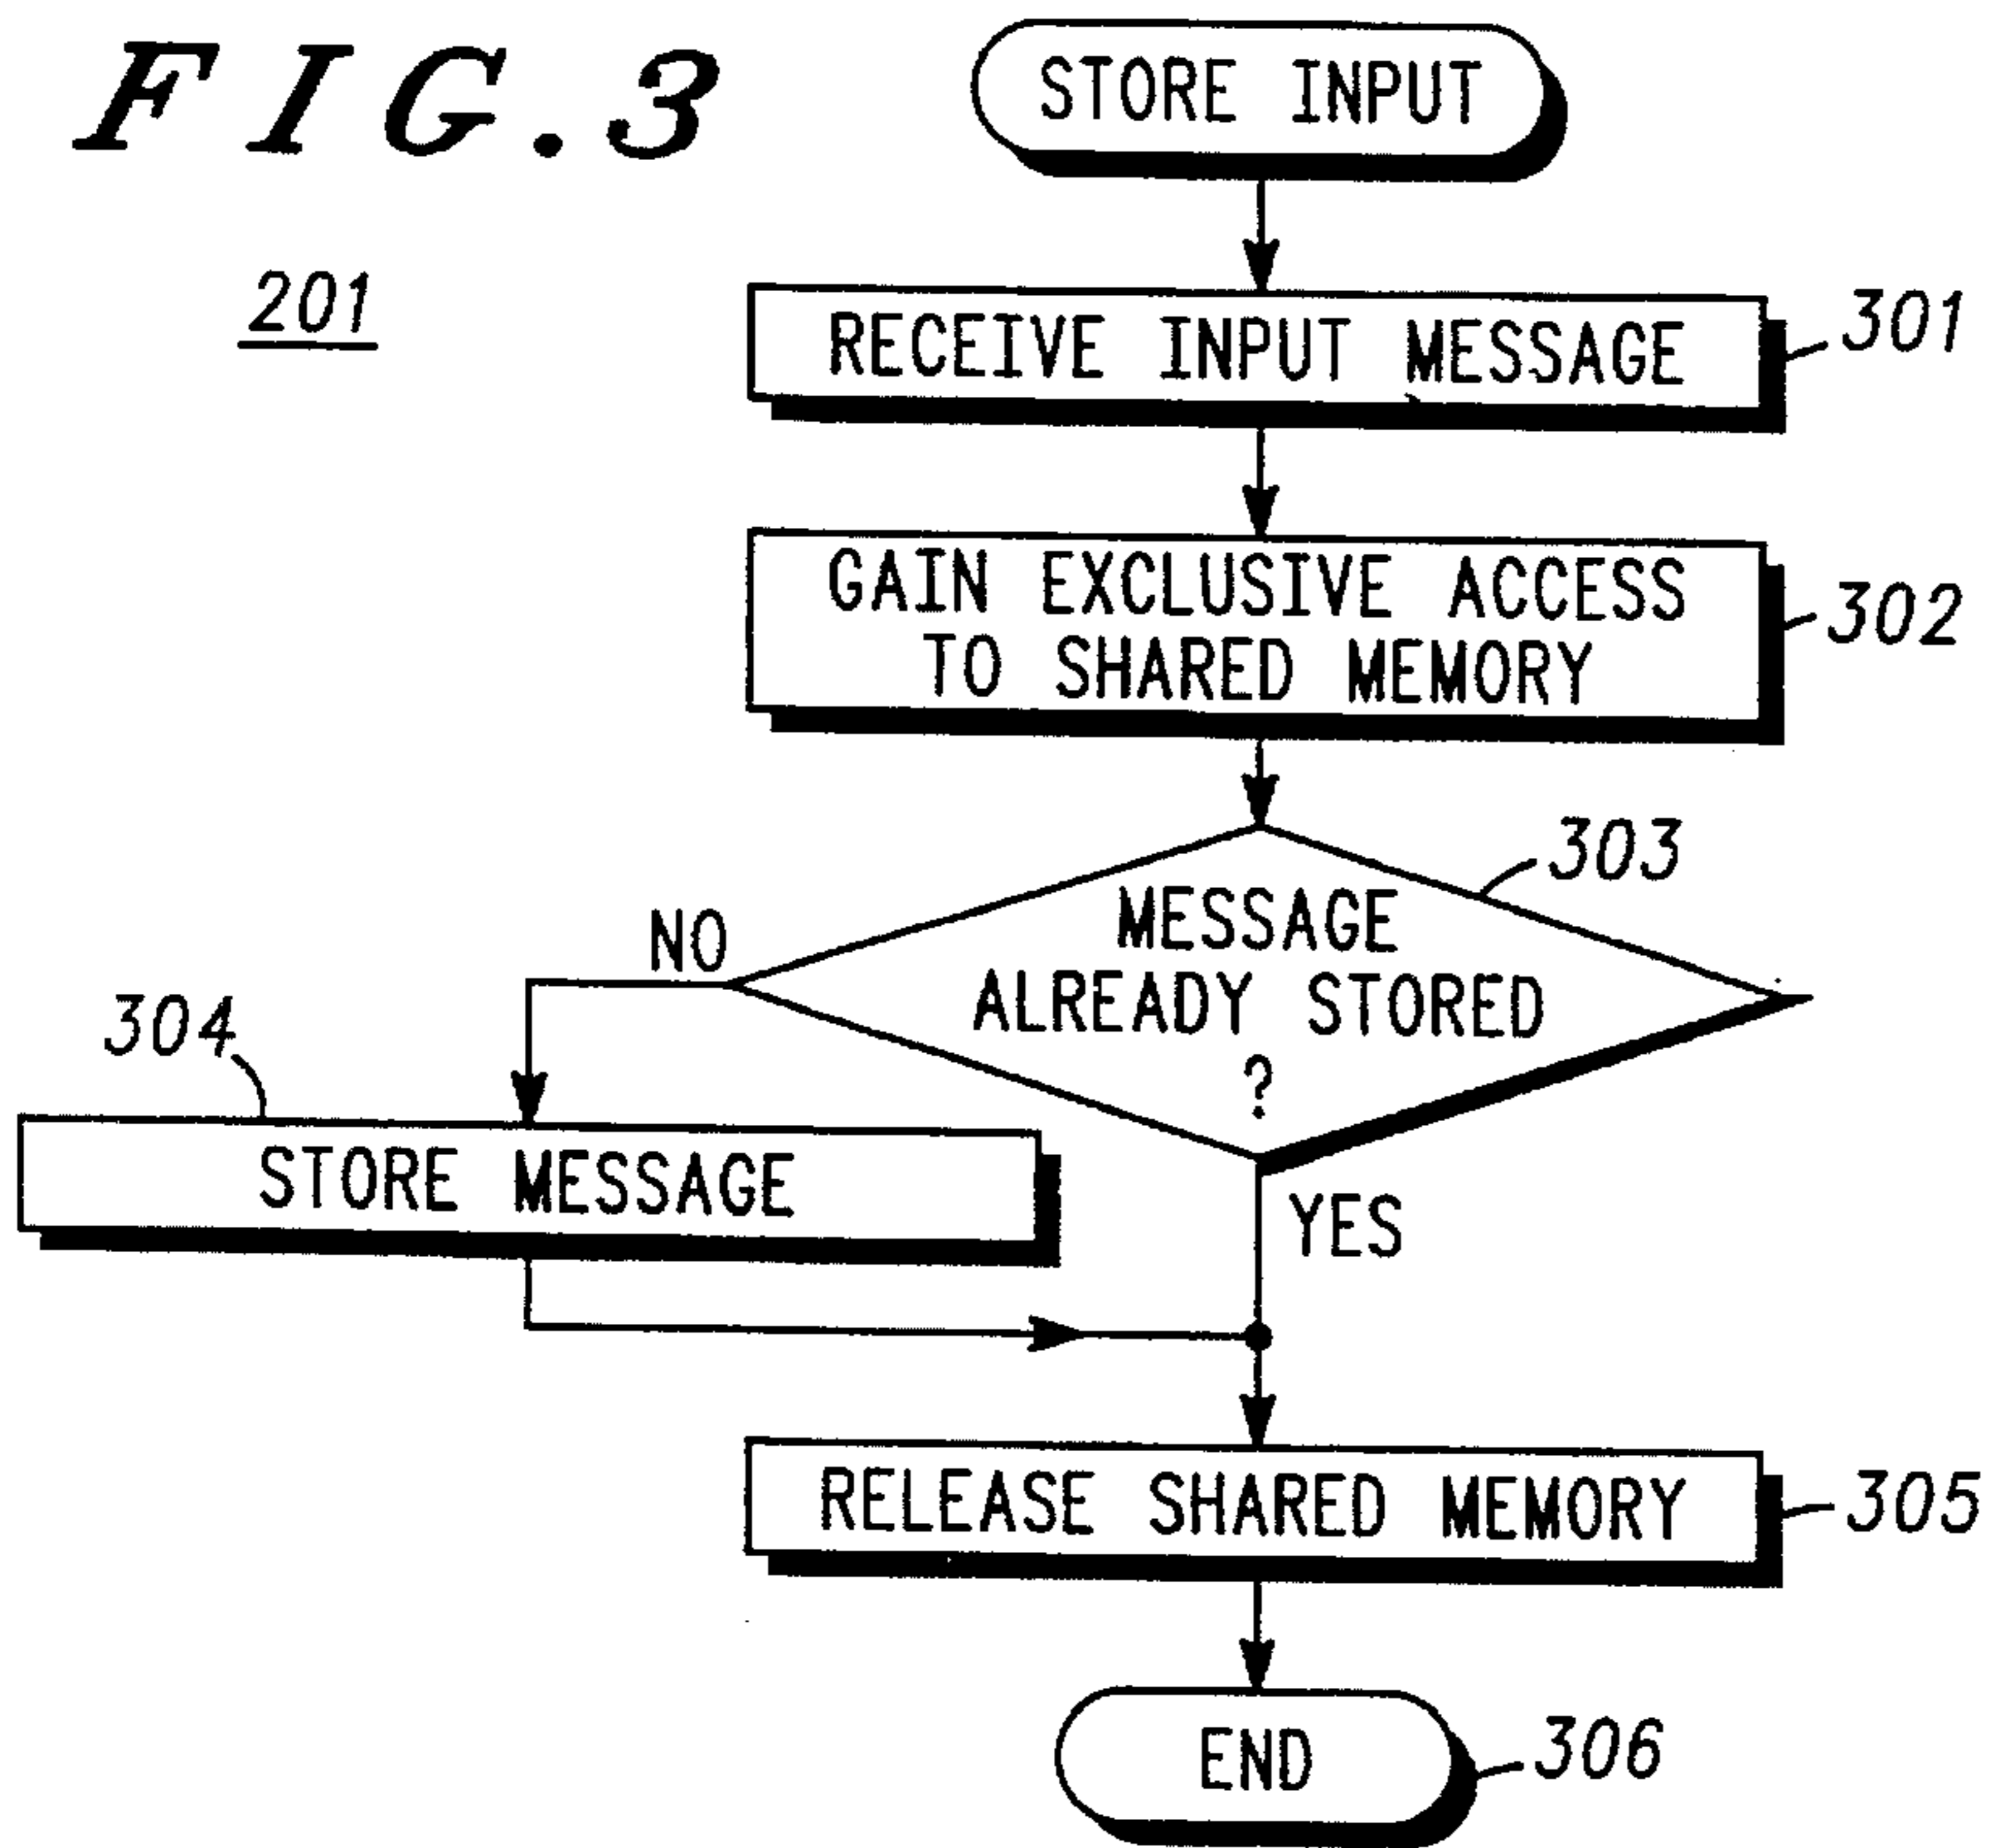 FIG.3
STORE INPUT
201
RECEIVE INPUT MESSAGE
301
GAIN EXCLUSIVE ACCESS
TO SHARED MEMORY
302
303
MESSAGE
ALREADY STORED
?
NO
304
STORE MESSAGE
YES
RELEASE SHARED MEMORY
305
END
306